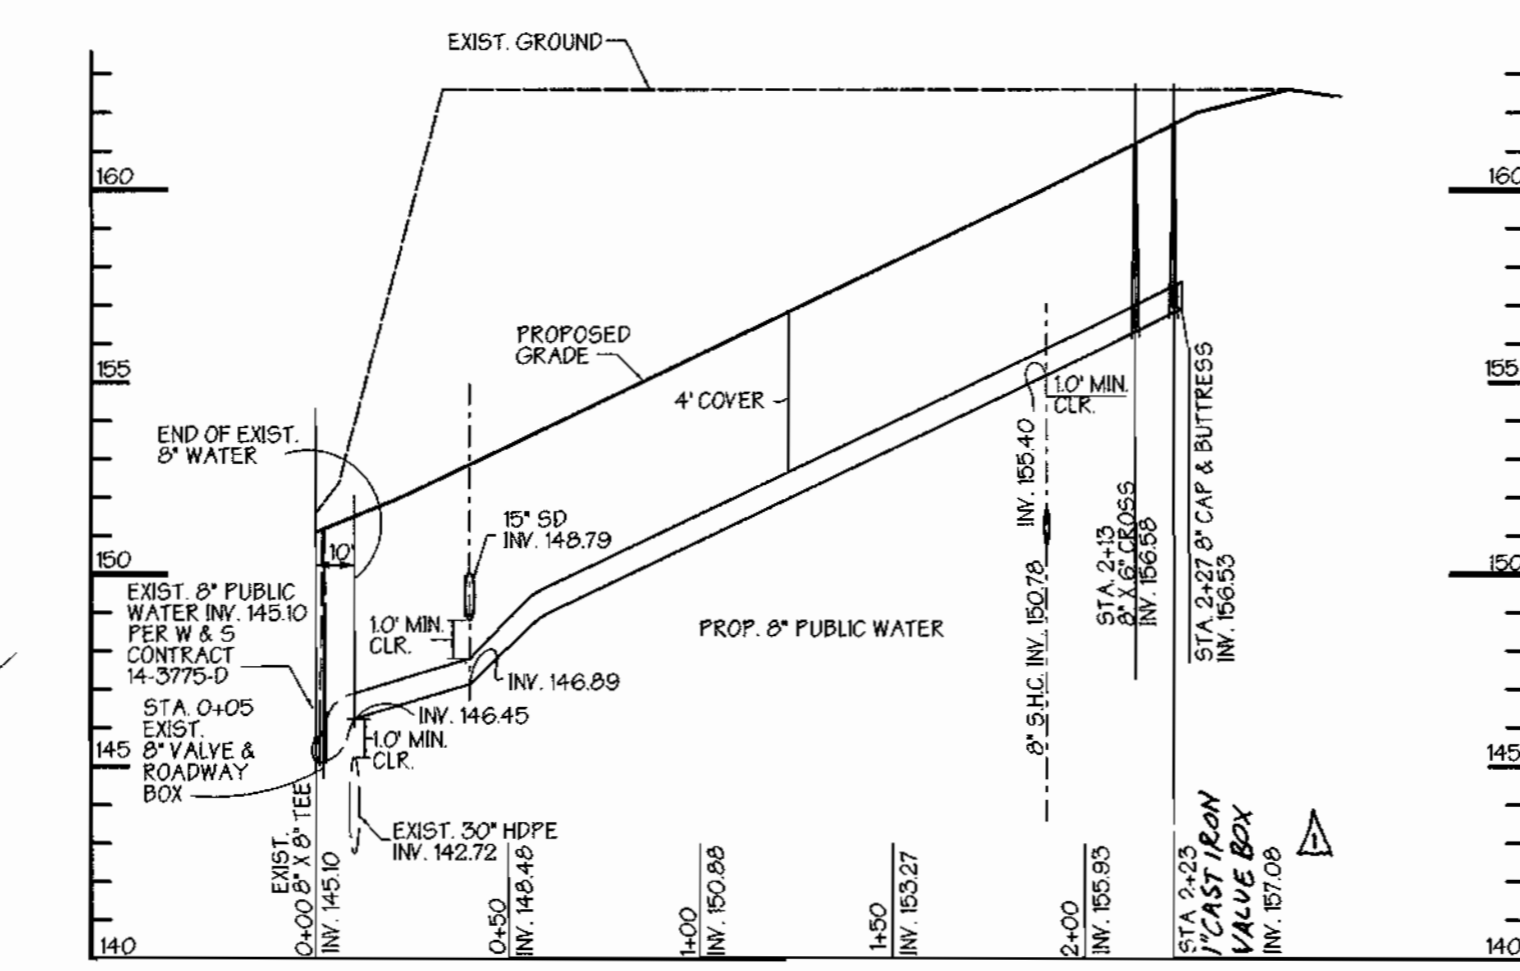 EXIST. GROUND
160
160
PROPOSED
GRADE
155
155
4' COVER
1.0' MIN.
CLR.
END OF EXIST.
8" WATER
INV. 155.40
STA. 2+13
8" X 6" CROSS
INV. 156.58
STA. 2+27 8" CAP & BUTTRESS
INV. 156.53
15" SD
INV. 148.79
10'
150
150
EXIST. 8" PUBLIC
WATER INV. 145.10
PER W & S
CONTRACT
14-3775-D
1.0' MIN.
CLR.
PROP. 8" PUBLIC WATER
8" S.H.C. INV. 150.78
INV. 146.89
INV. 146.45
STA. 0+05
EXIST.
8" VALVE &
ROADWAY
BOX
145
145
1.0' MIN.
CLR.
EXIST. 30" HDPE
INV. 142.72
EXIST.
0+00 8" X 8" TEE
INV. 145.10
0+50
INV. 148.48
1+00
INV. 150.88
1+50
INV. 153.27
2+00
INV. 155.93
STA 2+23
1" CAST IRON
VALUE BOX
INV. 157.08
1
140
140